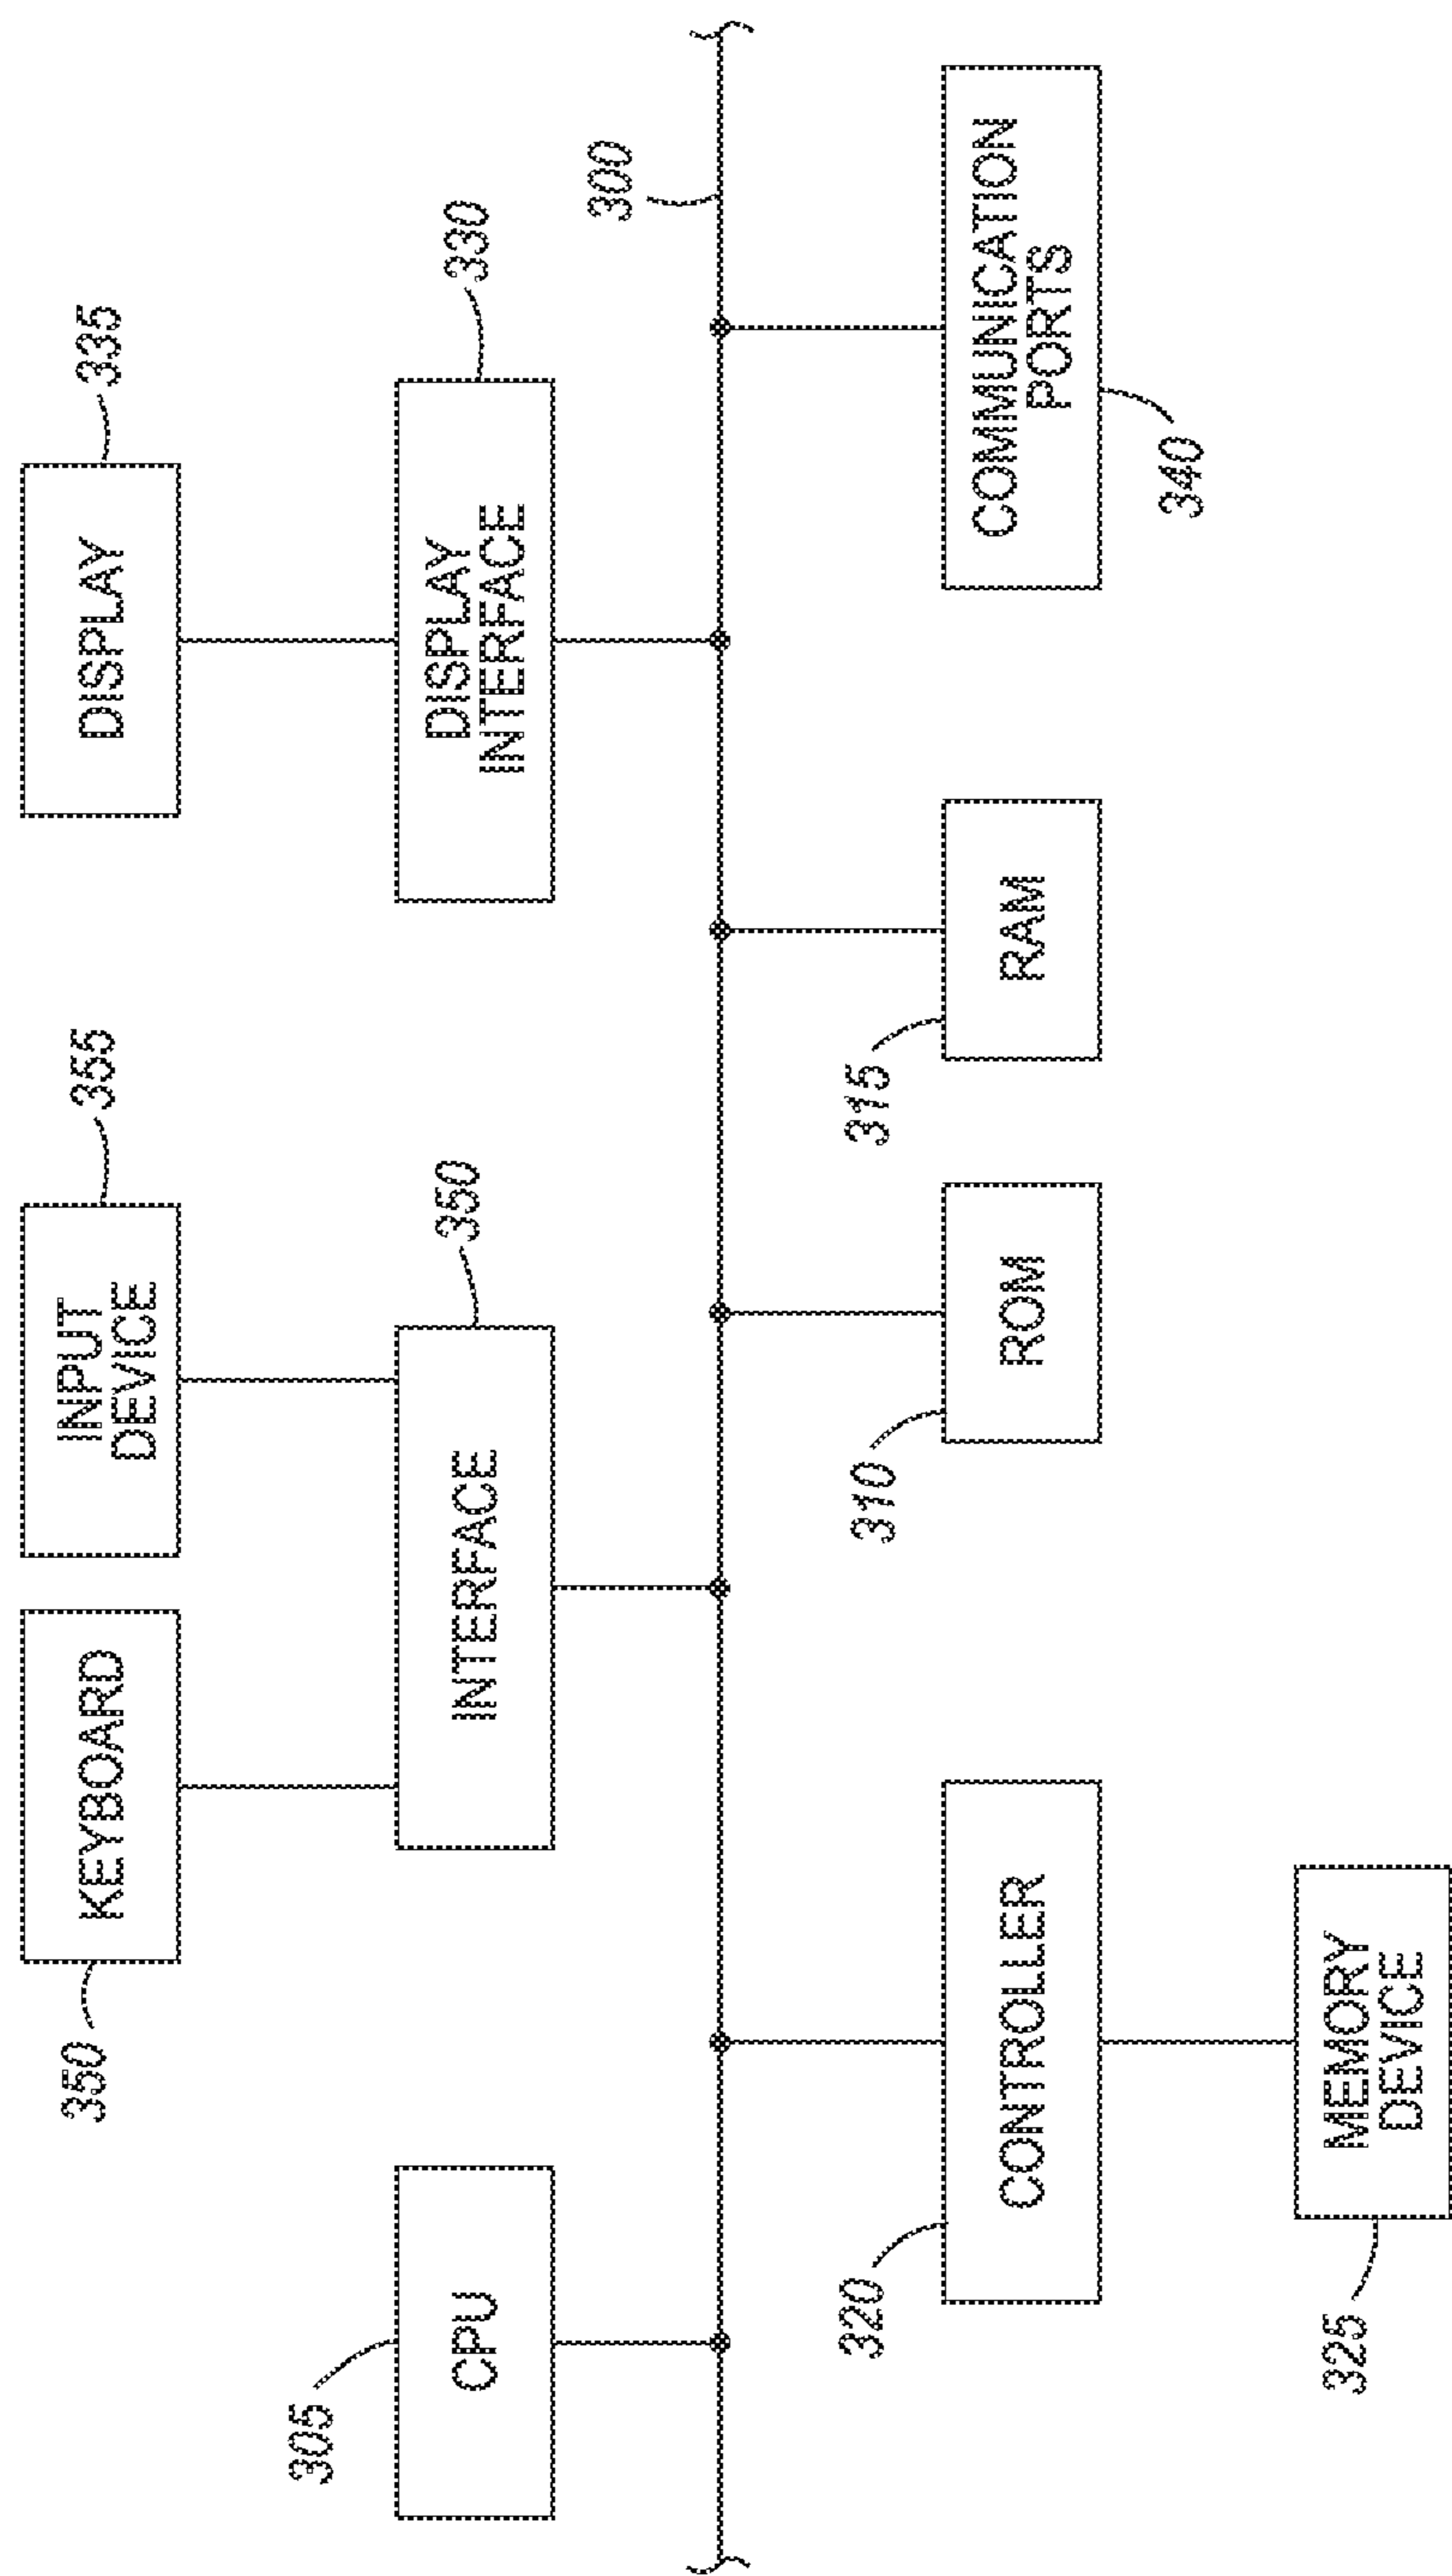 350
KEYBOARD
INPUT
DEVICE
355
DISPLAY
335
305
CPU
INTERFACE
350
DISPLAY
INTERFACE
330
300
320
CONTROLLER
310
ROM
315
RAM
COMMUNICATION
PORTS
340
325
MEMORY
DEVICE